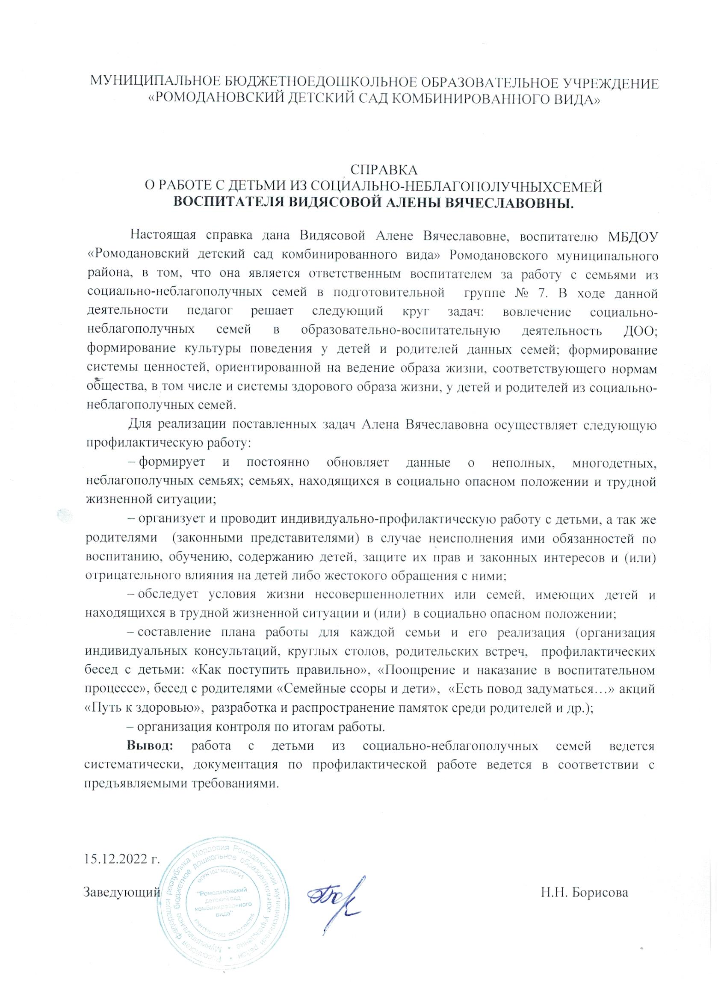 МУНИЦИПАЛЬНОЕ БЮДЖЕТНОЕДОШКОЛЬНОЕ ОБРАЗОВАТЕЛЬНОЕ УЧРЕЖДЕНИЕ
«РОМОДАНОВСКИЙ ДЕТСКИЙ САД КОМБИНИРОВАННОГО ВИДА»
СПРАВКА
О РАБОТЕ С ДЕТЬМИ ИЗ СОЦИАЛЬНО-НЕБЛАГОПОЛУЧНЫХСЕМЕЙ
ВОСПИТАТЕЛЯ ВИДЯСОВОЙ АЛЕНЫ ВЯЧЕСЛАВОВНЫ.
Настоящая справка дана Видясовой Алене Вячеславовне, воспитателю МБДОУ
«Ромодановский детский сад комбинированного вида» Ромодановского муниципального
района, в том, что она является ответственным воспитателем за работу с семьями из
социально-неблагополучных семей в подготовительной группе № 7. В ходе данной
деятельности педагог решает следующий круг задач: вовлечение социально-
неблагополучных семей в образовательно-воспитательную деятельность ДОО;
формирование культуры поведения у детей и родителей данных семей; формирование
системы ценностей, ориентированной на ведение образа жизни, соответствующего нормам
общества, в том числе и системы здорового образа жизни, у детей и родителей из социально-
неблагополучных семей.
Для реализации поставленных задач Алена Вячеславовна осуществляет следующую
профилактическую работу:
– формирует и постоянно обновляет данные о неполных, многодетных,
неблагополучных семьях; семьях, находящихся в социально опасном положении и трудной
жизненной ситуации;
– организует и проводит индивидуально-профилактическую работу с детьми, а так же
родителями (законными представителями) в случае неисполнения ими обязанностей по
воспитанию, обучению, содержанию детей, защите их прав и законных интересов и (или)
отрицательного влияния на детей либо жестокого обращения с ними;
– обследует условия жизни несовершеннолетних или семей, имеющих детей и
находящихся в трудной жизненной ситуации и (или) в социально опасном положении;
– составление плана работы для каждой семьи и его реализация (организация
индивидуальных консультаций, круглых столов, родительских встреч, профилактических
бесед с детьми: «Как поступить правильно», «Поощрение и наказание в воспитательном
процессе», бесед с родителями «Семейные ссоры и дети», «Есть повод задуматься…» акций
«Путь к здоровью», разработка и распространение памяток среди родителей и др.);
– организация контроля по итогам работы.
Вывод: работа с детьми из социально-неблагополучных семей ведется
систематически, документация по профилактической работе ведется в соответствии с
предъявляемыми требованиями.
15.12.2022 г.
Заведующий
Н.Н. Борисова
Российская федерация республика Мордовия Ромодановский муниципальный район
Муниципальное бюджетное дошкольное образовательное учреждение
"Ромодановский
детский сад
комбинированного
вида"